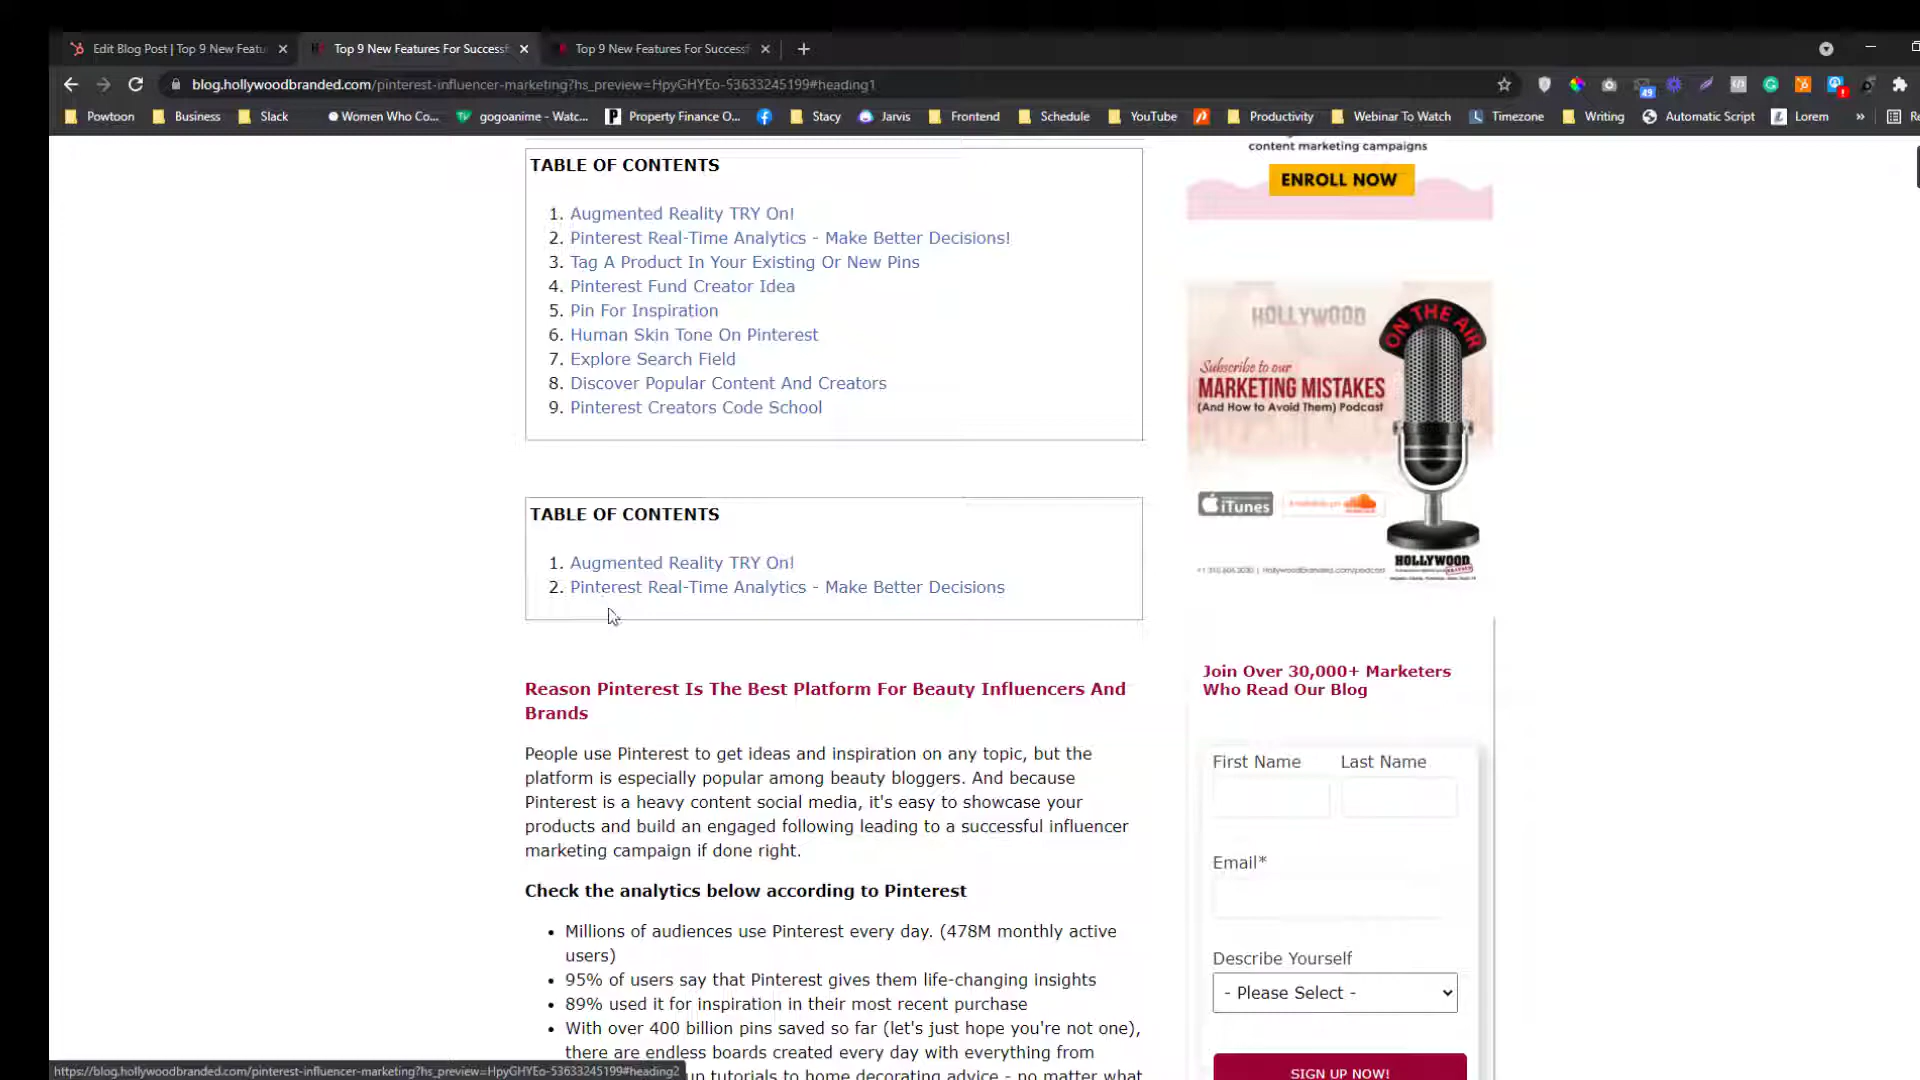 Edit Blog Post | Top 9 New Featu
Top 9 New Features For Successf
Top 9 New Features For Successf
blog.hollywoodbranded.com/pinterest-influencer-marketing?hs_preview=HpyGHYEo-53633245199#heading1
49
Powtoon
Business
Slack
Women Who Co...
gogoanime - Watc...
Property Finance O...
Stacy
Jarvis
Frontend
Schedule
YouTube
Productivity
Webinar To Watch
Timezone
Writing
Automatic Script
Lorem
»
Re
content marketing campaigns
ENROLL NOW
TABLE OF CONTENTS
1. Augmented Reality TRY On!
2. Pinterest Real-Time Analytics - Make Better Decisions!
3. Tag A Product In Your Existing Or New Pins
4. Pinterest Fund Creator Idea
5. Pin For Inspiration
6. Human Skin Tone On Pinterest
7. Explore Search Field
8. Discover Popular Content And Creators
9. Pinterest Creators Code School
HOLLYWOOD
ON THE AIR
Subscribe to our
MARKETING MISTAKES
(And How to Avoid Them) Podcast
iTunes
HOLLYWOOD
BRANDED
TABLE OF CONTENTS
1. Augmented Reality TRY On!
2. Pinterest Real-Time Analytics - Make Better Decisions
Reason Pinterest Is The Best Platform For Beauty Influencers And
Brands
People use Pinterest to get ideas and inspiration on any topic, but the
platform is especially popular among beauty bloggers. And because
Pinterest is a heavy content social media, it's easy to showcase your
products and build an engaged following leading to a successful influencer
marketing campaign if done right.
Check the analytics below according to Pinterest
• Millions of audiences use Pinterest every day. (478M monthly active
users)
• 95% of users say that Pinterest gives them life-changing insights
• 89% used it for inspiration in their most recent purchase
• With over 400 billion pins saved so far (let's just hope you're not one),
there are endless boards created every day with everything from
up tutorials to home decorating advice - no matter what
Join Over 30,000+ Marketers
Who Read Our Blog
First Name
Last Name
Email*
Describe Yourself
- Please Select -
SIGN UP NOW!
https://blog.hollywoodbranded.com/pinterest-influencer-marketing?hs_preview=HpyGHYEo-53633245199#heading2